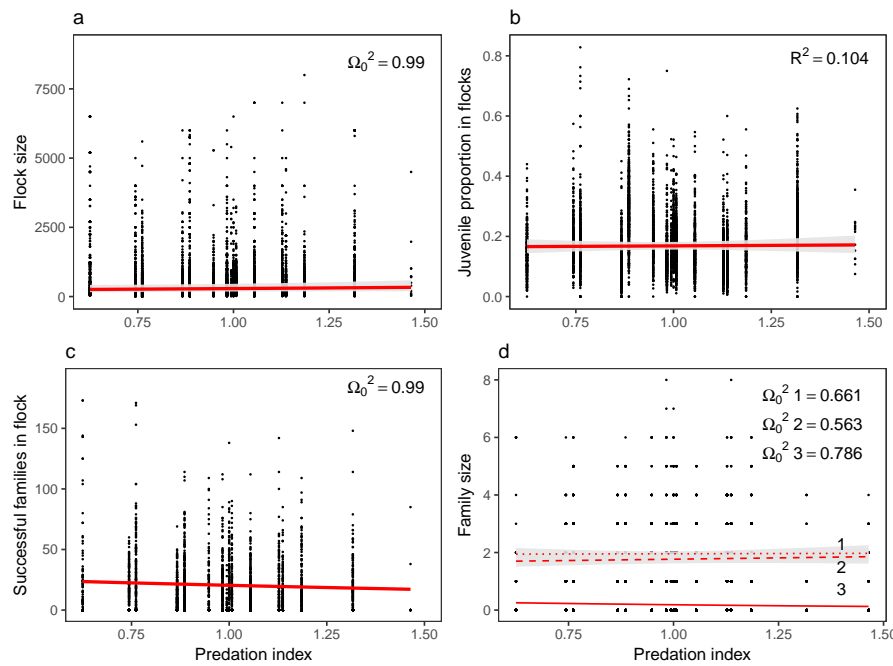 a
Ω₀² = 0.99
Flock size
7500
5000
2500
0
0.75 1.00 1.25 1.50
b
R² = 0.104
Juvenile proportion in flocks
0.8
0.6
0.4
0.2
0.0
0.75 1.00 1.25 1.50
c
Ω₀² = 0.99
Successful families in flock
150
100
50
0
0.75 1.00 1.25 1.50
Predation index
d
Ω₀² 1 = 0.661
Ω₀² 2 = 0.563
Ω₀² 3 = 0.786
Family size
8
6
4
2
0
1
2
3
0.75 1.00 1.25 1.50
Predation index